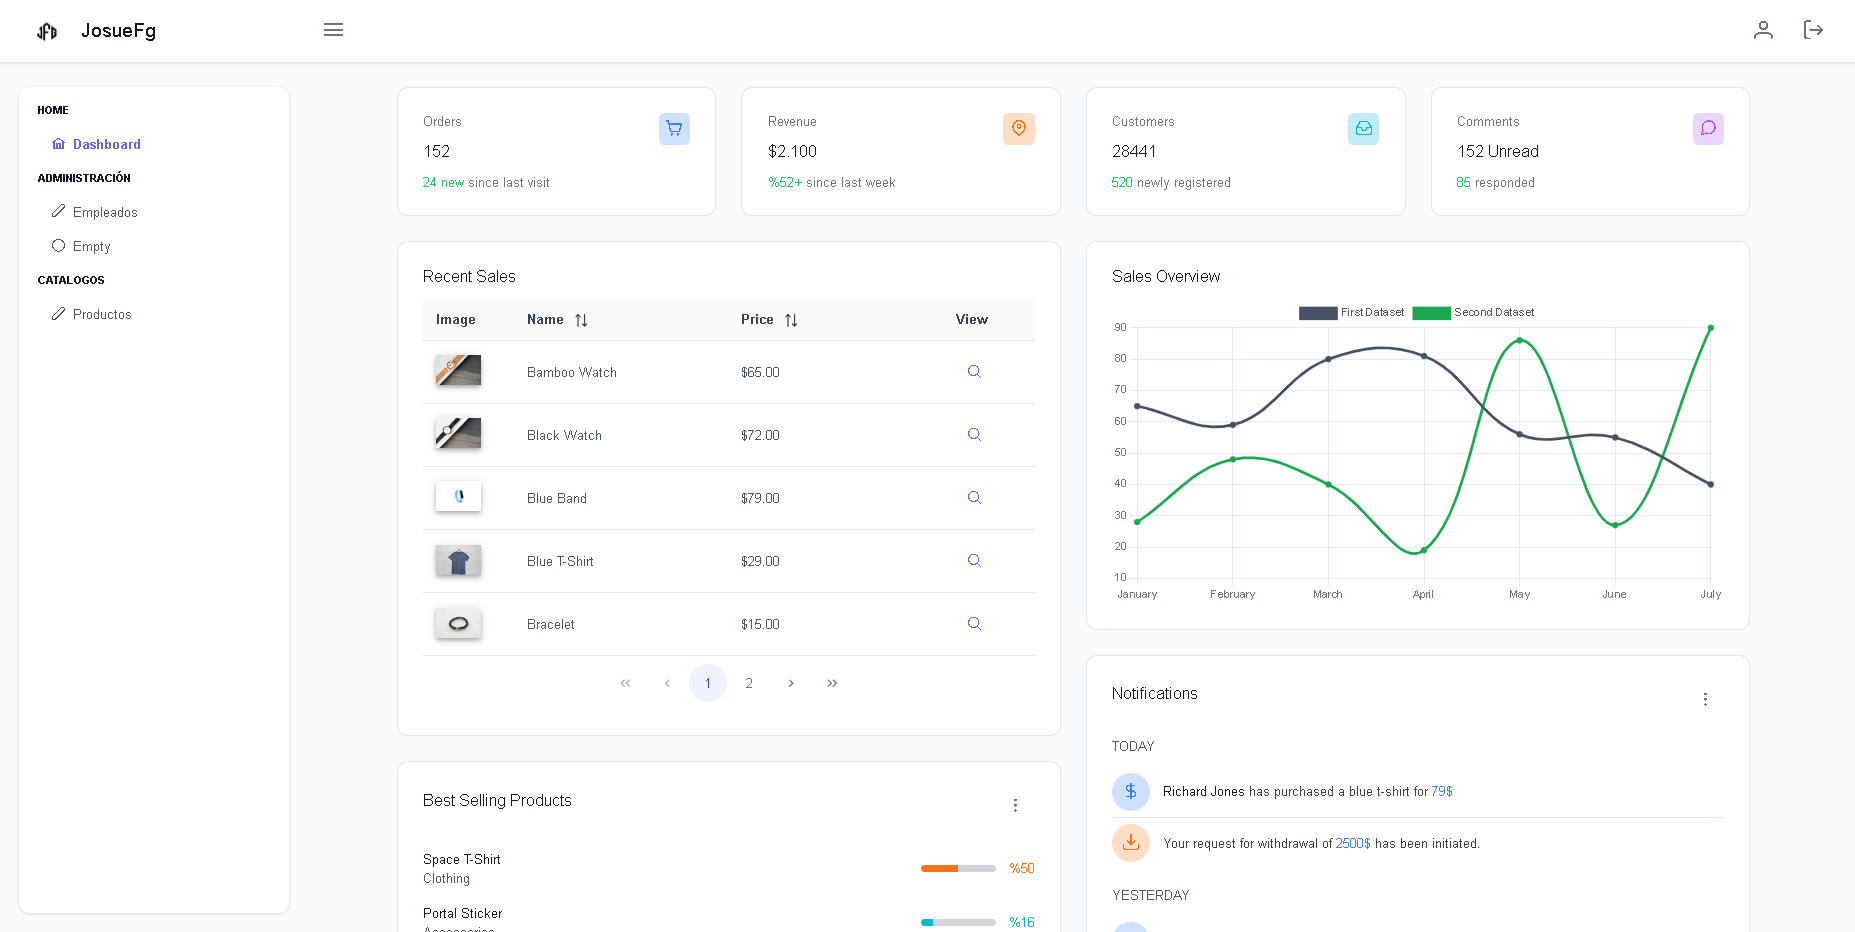 JFG JosueFg
HOME
Dashboard
ADMINISTRACIÓN
Empleados
Empty
CATALOGOS
Productos
Orders
152
24 new since last visit
Revenue
$2.100
%52+ since last week
Customers
28441
520 newly registered
Comments
152 Unread
85 responded
Recent Sales
Image Name Price View
Bamboo Watch $65.00
Black Watch $72.00
Blue Band $79.00
Blue T-Shirt $29.00
Bracelet $15.00
« ‹ 1 2 › »
Sales Overview
First Dataset Second Dataset
90
80
70
60
50
40
30
20
10
January February March April May June July
Best Selling Products
Space T-Shirt
Clothing
%50
Portal Sticker
Accessories
%16
Notifications
TODAY
Richard Jones has purchased a blue t-shirt for 79$
Your request for withdrawal of 2500$ has been initiated.
YESTERDAY